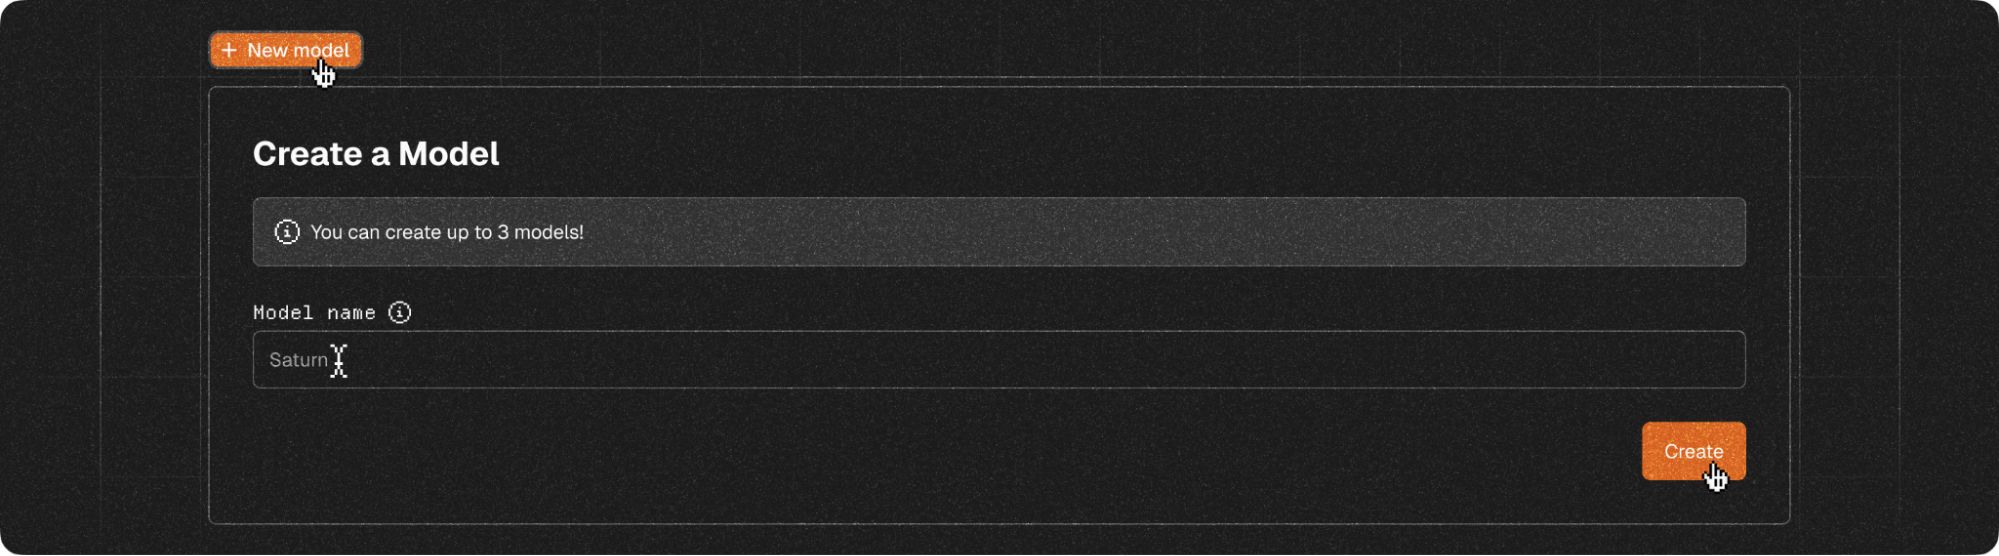 + New model
Create a Model
You can create up to 3 models!
Model name
Saturn
Create